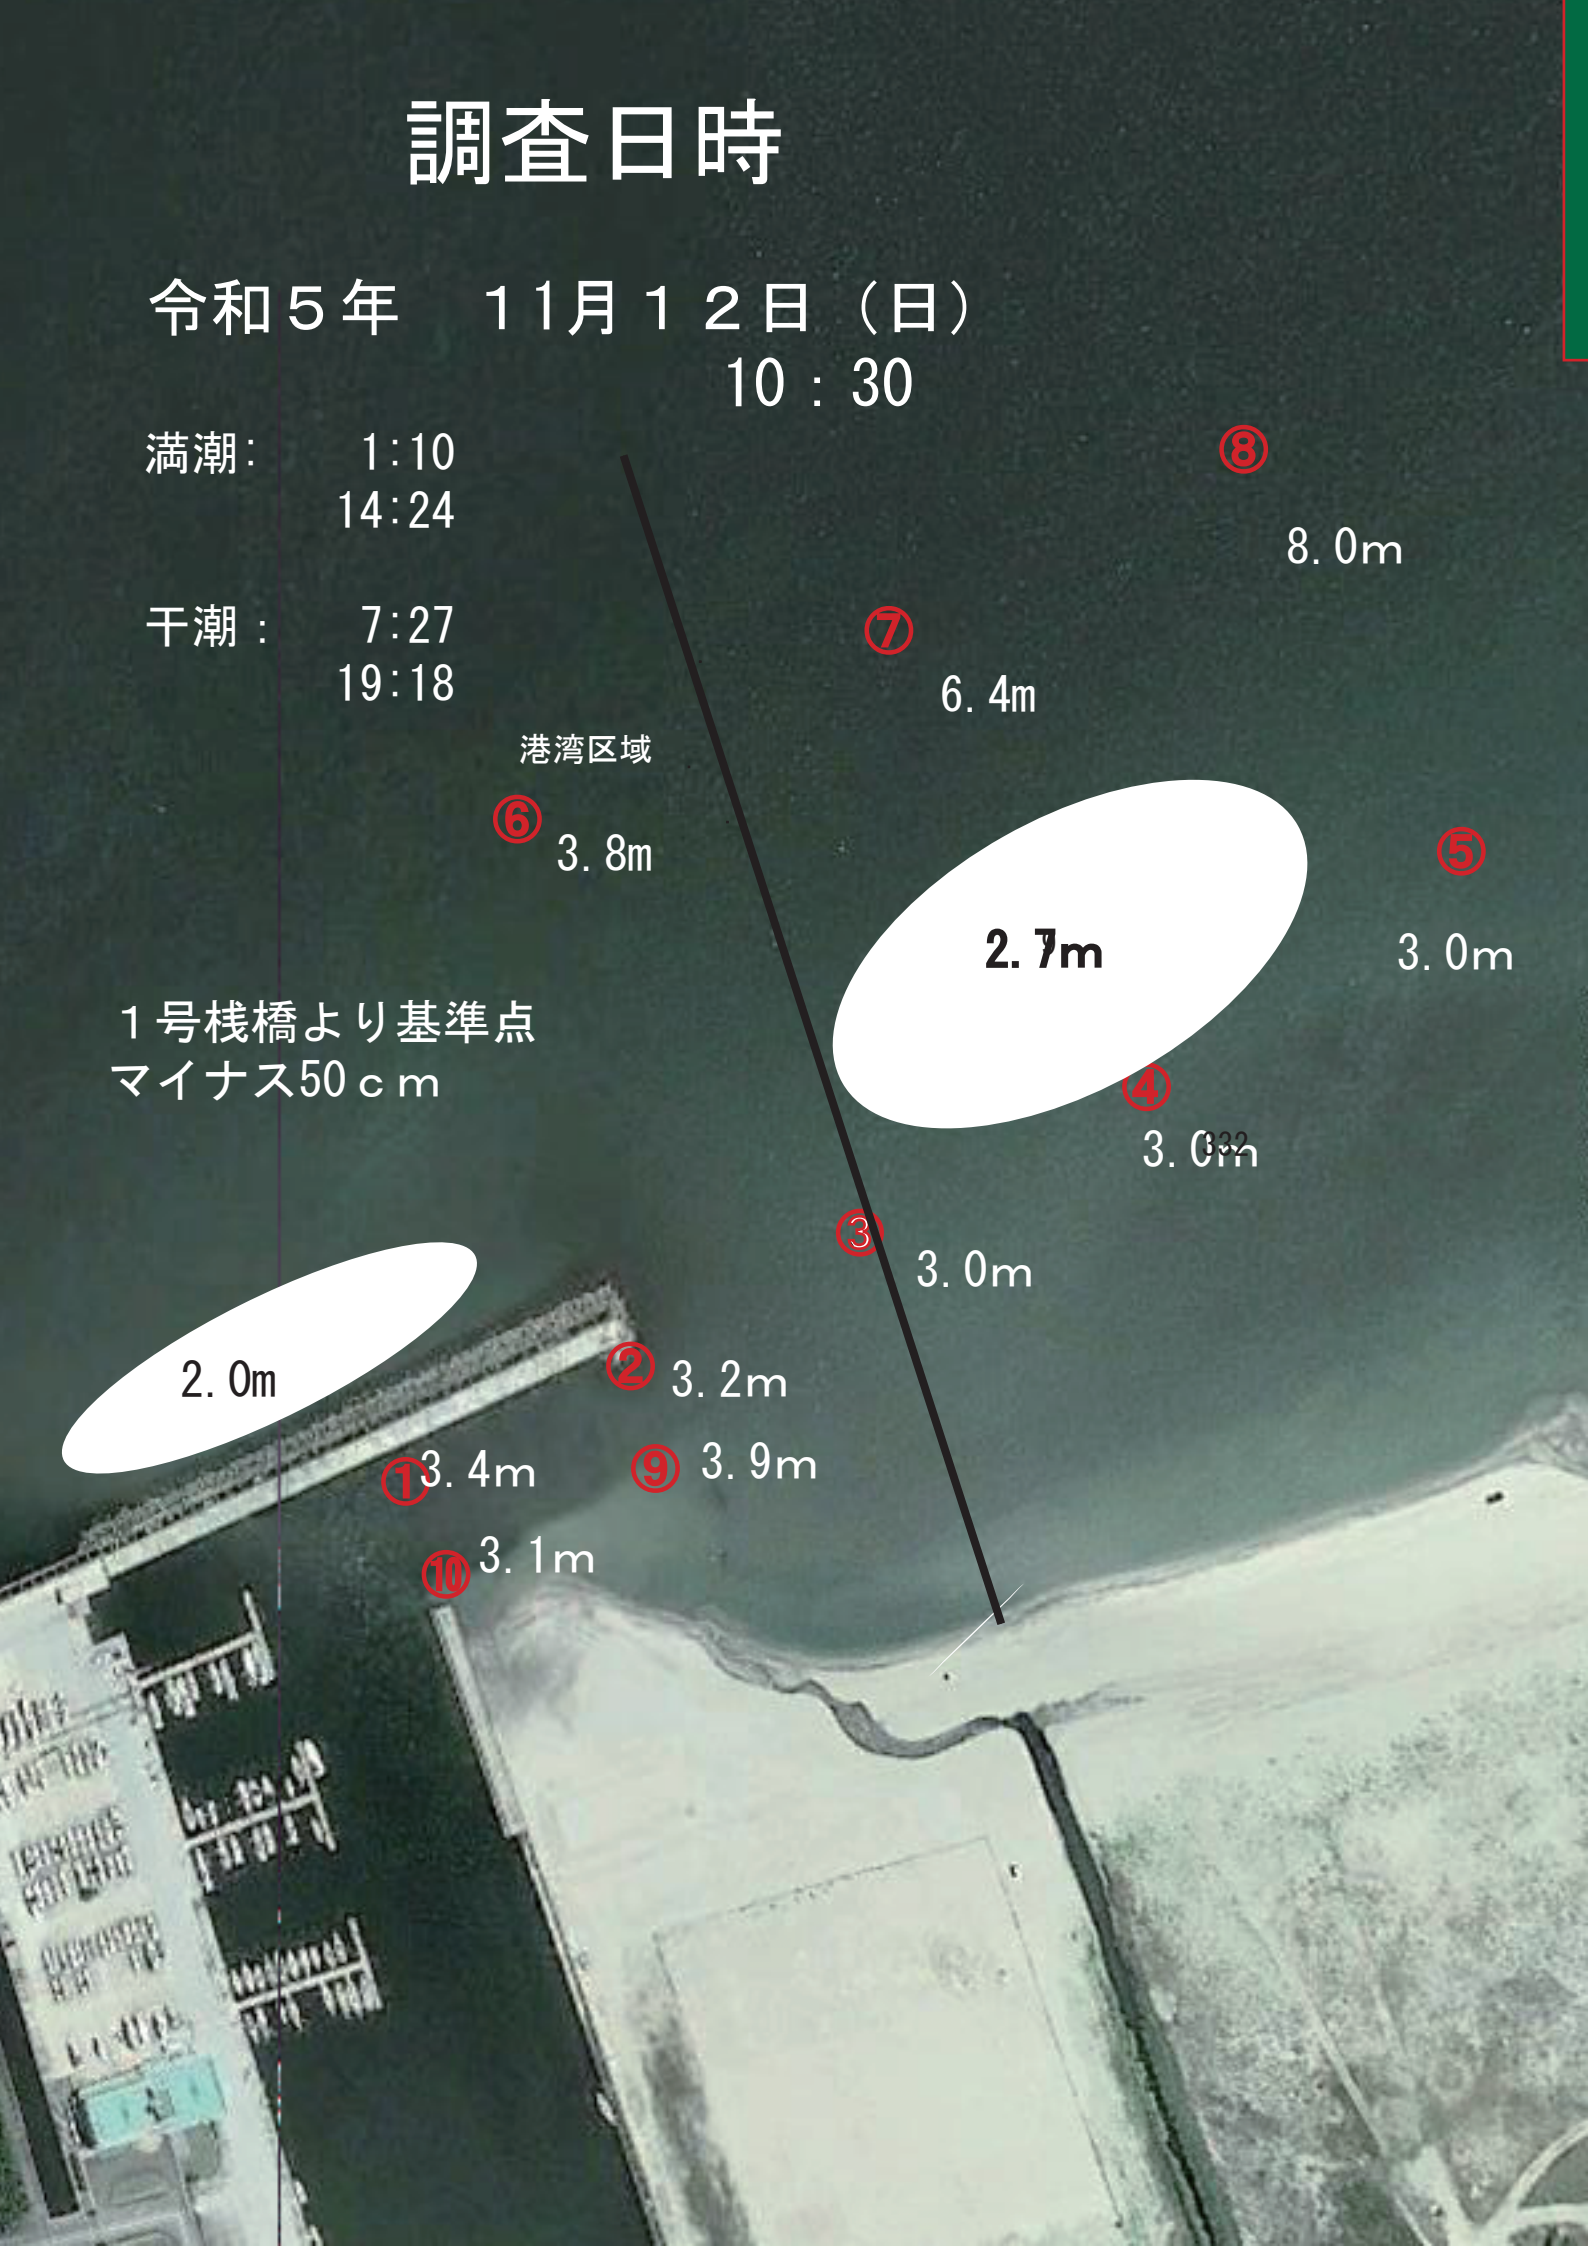 調査日時
令和５年　１1月１２日（日）
10：30
満潮： 1:10
14:24
干潮： 7:27
19:18
⑧
8.0ｍ
⑦
6.4m
港湾区域
⑥
3.8m
⑤
3.0ｍ
１号桟橋より基準点
マイナス50ｃｍ
④
3.0ｍ
③
3.0ｍ
2.0m
②
3.2ｍ
①
3.4ｍ
⑨
3.9ｍ
⑩
3.1ｍ